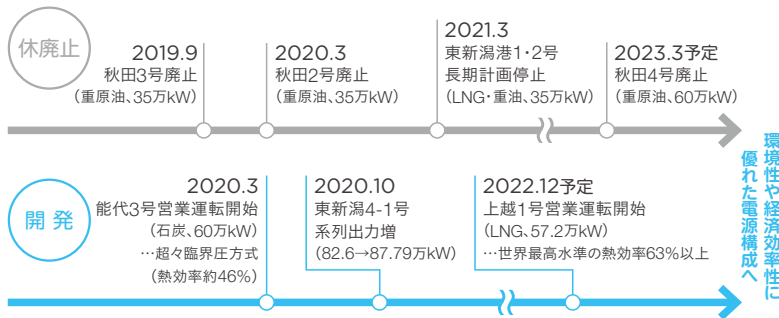 休廃止
2019.9
秋田3号廃止
(重原油、35万kW)
2020.3
秋田2号廃止
(重原油、35万kW)
2021.3
東新潟港1・2号
長期計画停止
(LNG・重油、35万kW)
2023.3予定
秋田4号廃止
(重原油、60万kW)
開発
2020.3
能代3号営業運転開始
(石炭、60万kW)
…超々臨界圧方式
(熱効率約46%)
2020.10
東新潟4-1号
系列出力増
(82.6→87.79万kW)
2022.12予定
上越1号営業運転開始
(LNG、57.2万kW)
…世界最高水準の熱効率63%以上
環境性や経済効率性に
優れた電源構成へ